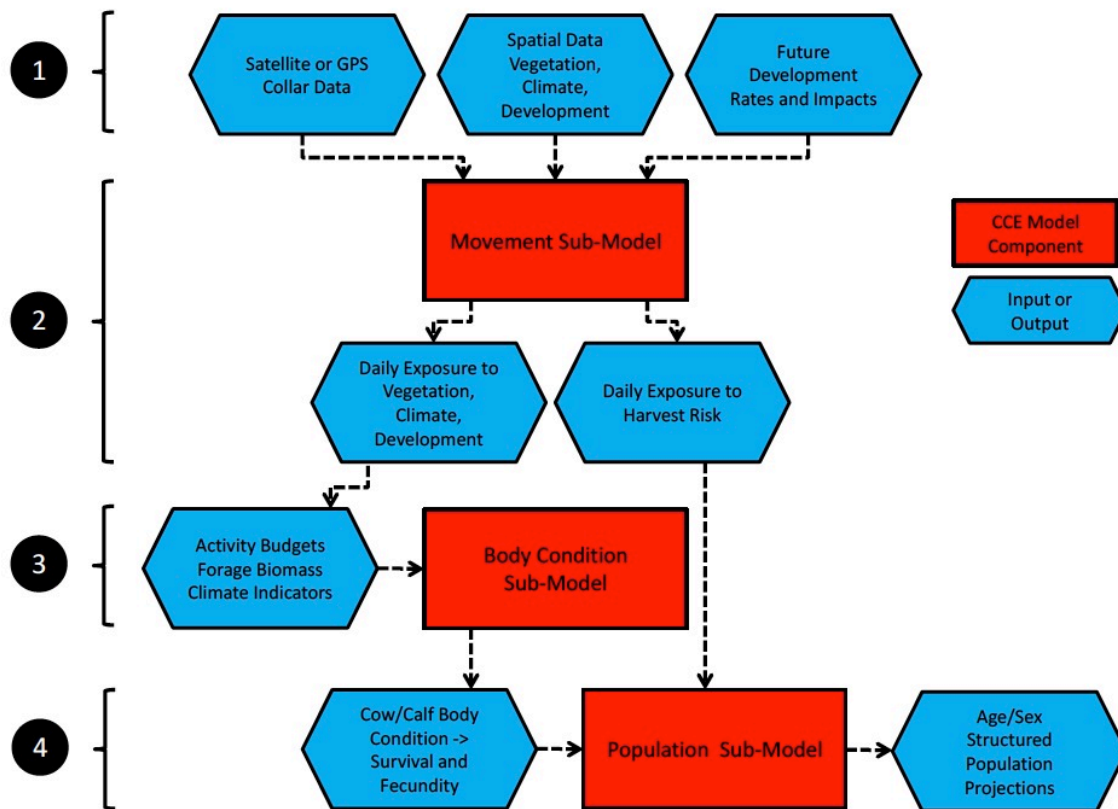 1
Satellite or GPS
Collar Data
Spatial Data
Vegetation,
Climate,
Development
Future
Development
Rates and Impacts
2
Movement Sub-Model
CCE Model
Component
Input or
Output
Daily Exposure to
Vegetation,
Climate,
Development
Daily Exposure to
Harvest Risk
3
Activity Budgets
Forage Biomass
Climate Indicators
Body Condition
Sub-Model
4
Cow/Calf Body
Condition ->
Survival and
Fecundity
Population Sub-Model
Age/Sex
Structured
Population
Projections